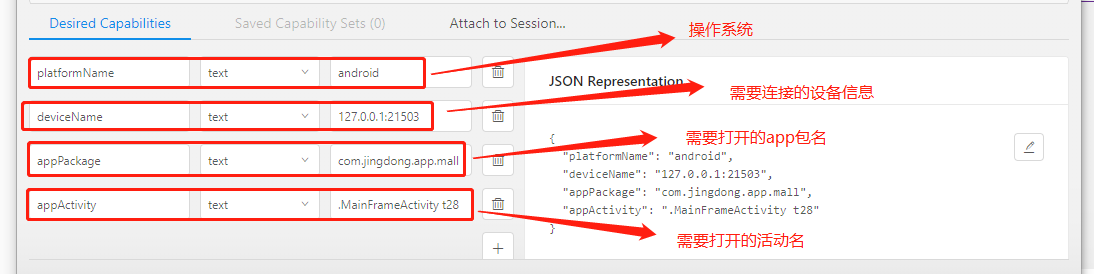 Desired Capabilities
Saved Capability Sets (0)
Attach to Session...
操作系统
platformName
text
android
JSON Representation
需要连接的设备信息
deviceName
text
127.0.0.1:21503
需要打开的app包名
{
"platformName": "android",
appPackage
text
com.jingdong.app.mall
"deviceName": "127.0.0.1:21503",
"appPackage": "com.jingdong.app.mall",
appActivity
text
.MainFrameActivity t28
"appActivity": ".MainFrameActivity t28"
}
需要打开的活动名
+